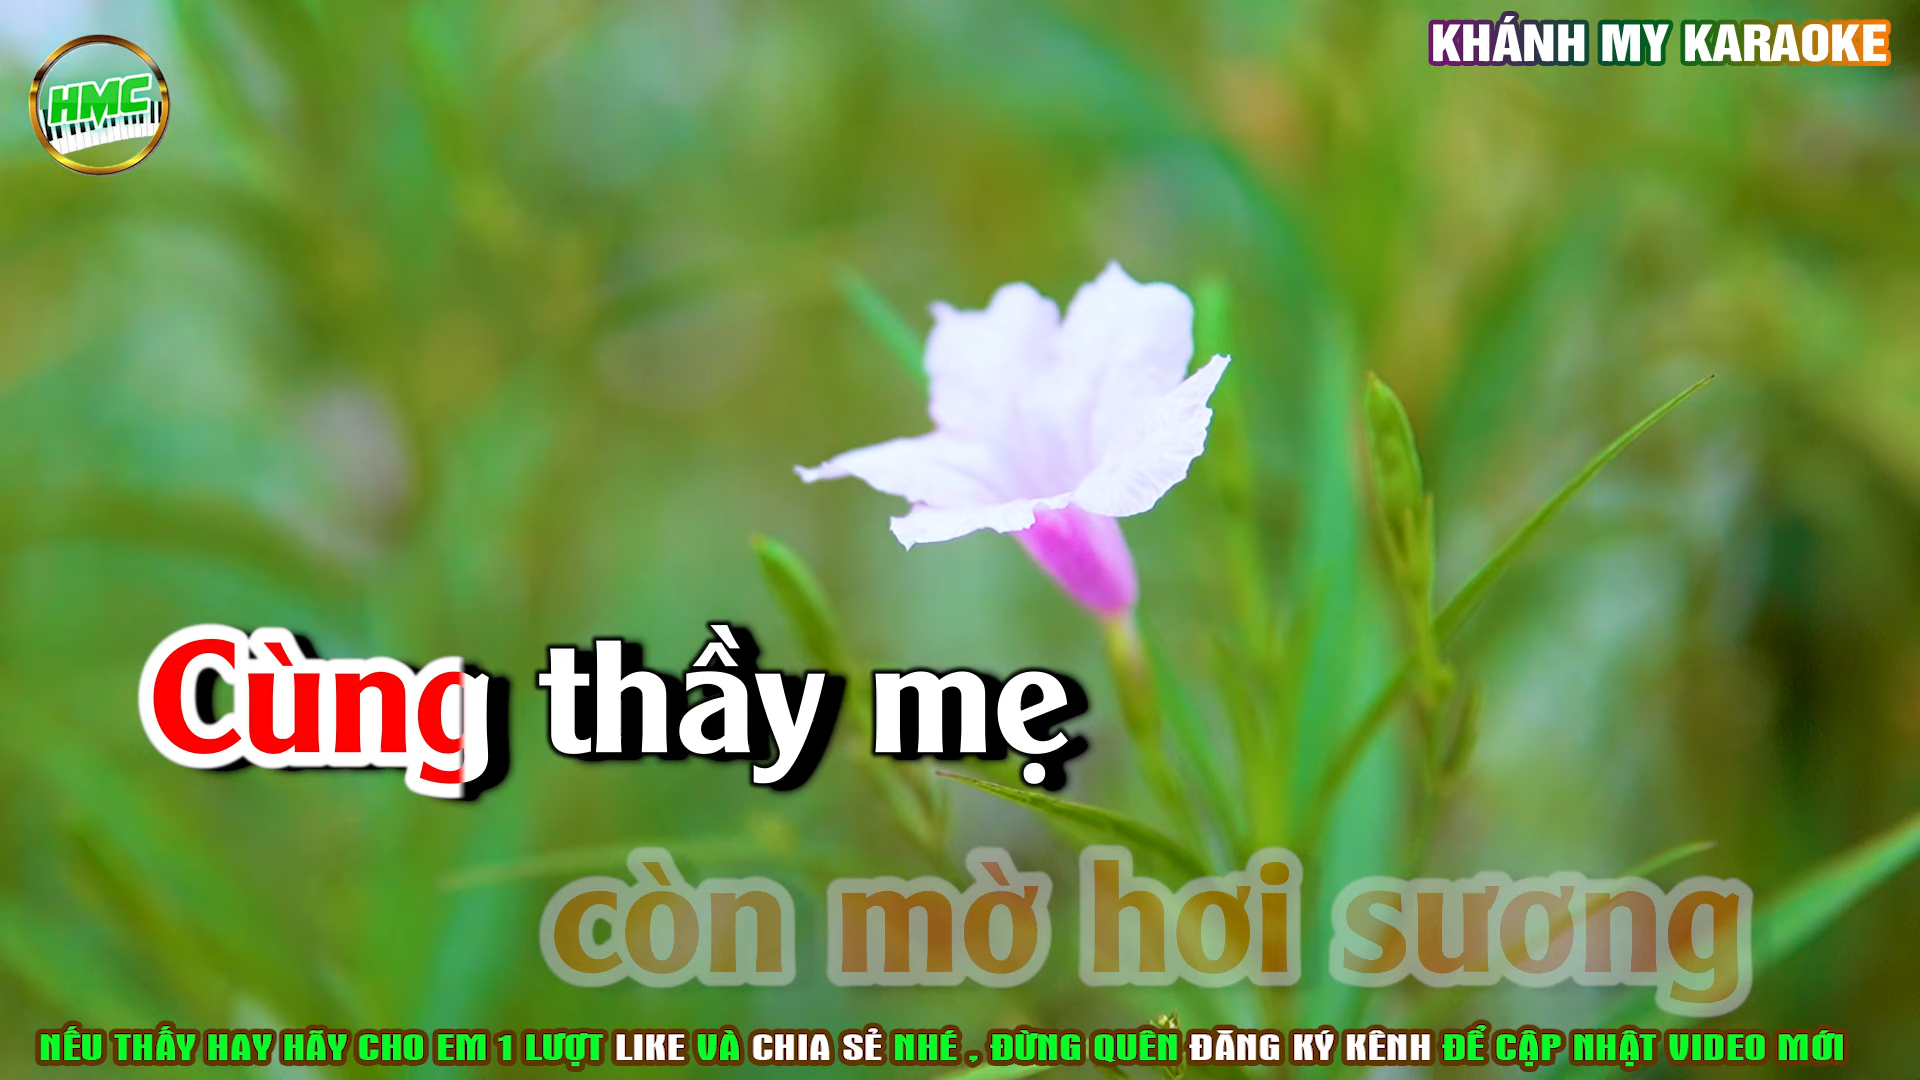 KHÁNH MY KARAOKE
HMC
Cùng thầy mẹ
còn mờ hơi sương
NẾU THẤY HAY HÃY CHO EM 1 LƯỢT LIKE VÀ CHIA SẺ NHÉ , ĐỪNG QUÊN ĐĂNG KÝ KÊNH ĐỂ CẬP NHẬT VIDEO MỚI